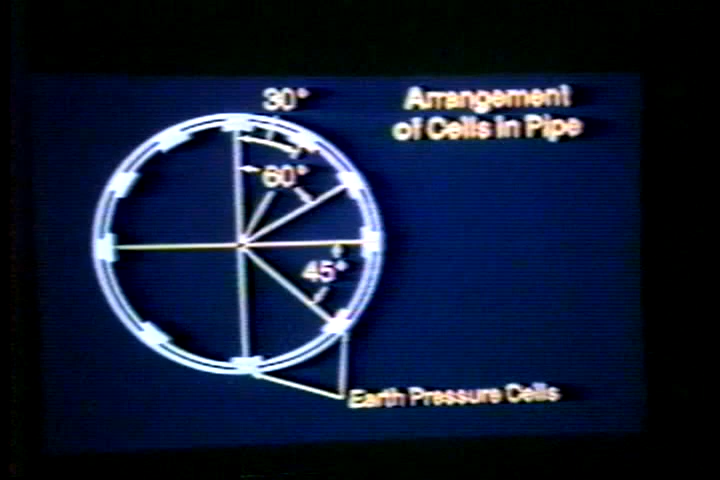 30°
Arrangement
of Cells in Pipe
60°
45°
Earth Pressure Cells